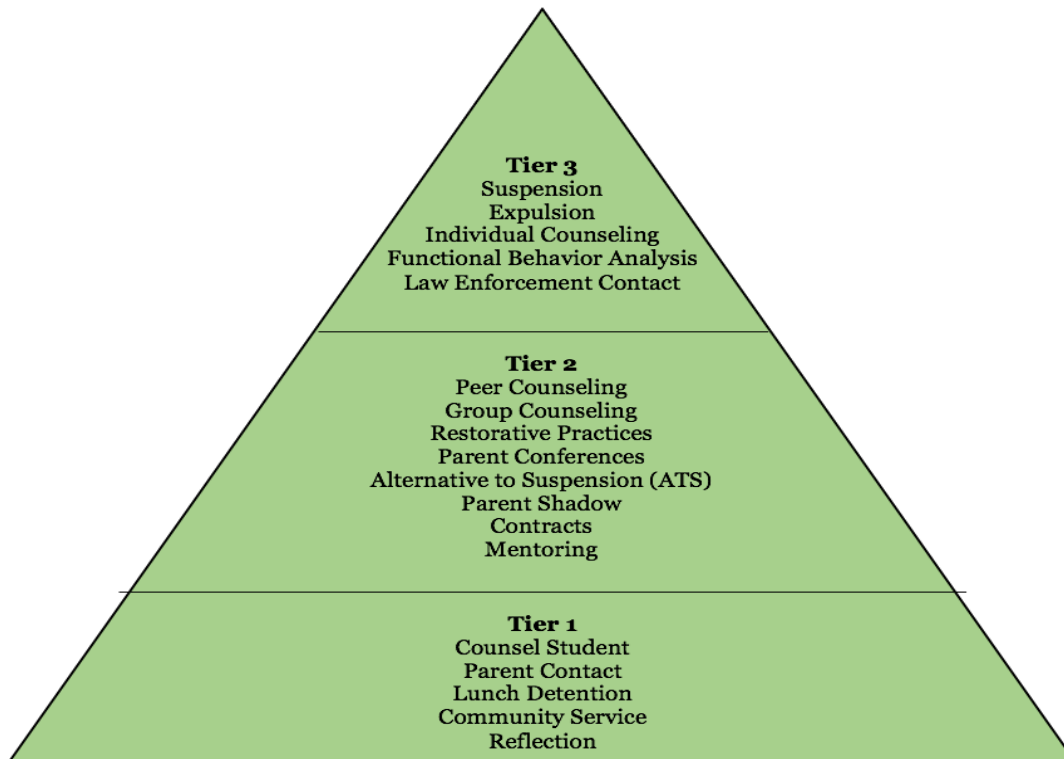 Tier 3
Suspension
Expulsion
Individual Counseling
Functional Behavior Analysis
Law Enforcement Contact
Tier 2
Peer Counseling
Group Counseling
Restorative Practices
Parent Conferences
Alternative to Suspension (ATS)
Parent Shadow
Contracts
Mentoring
Tier 1
Counsel Student
Parent Contact
Lunch Detention
Community Service
Reflection